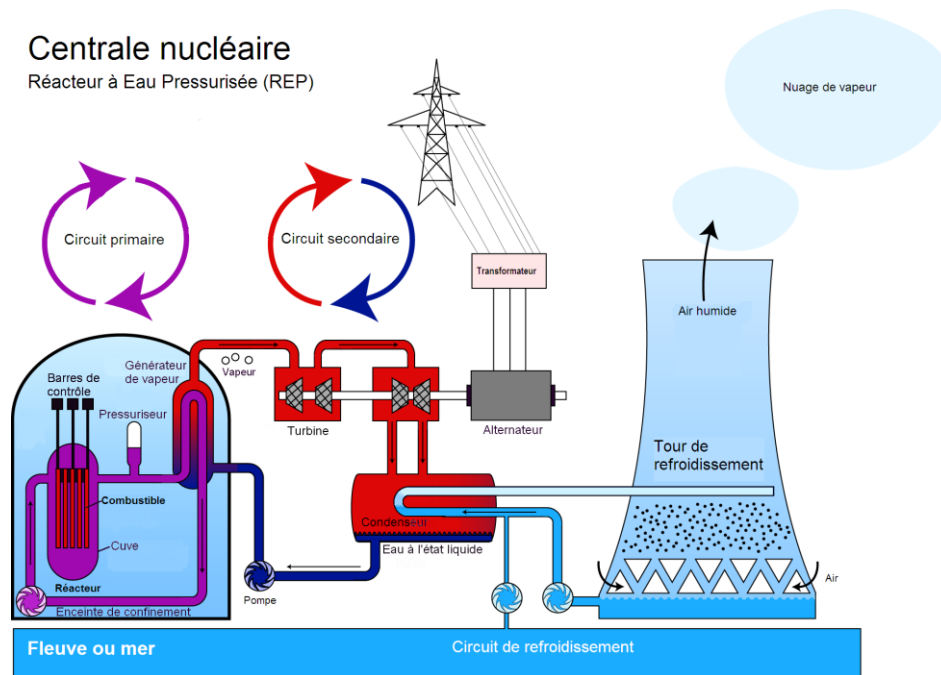 Centrale nucléaire
Réacteur à Eau Pressurisée (REP)
Nuage de vapeur
Circuit primaire
Circuit secondaire
Transformateur
Air humide
Générateur
de vapeur
Vapeur
Barres de
contrôle
Pressuriseur
Turbine
Alternateur
Tour de
refroidissement
Combustible
Cuve
Eau à l'état liquide
Réacteur
Enceinte de confinement
Pompe
Air
Fleuve ou mer
Circuit de refroidissement